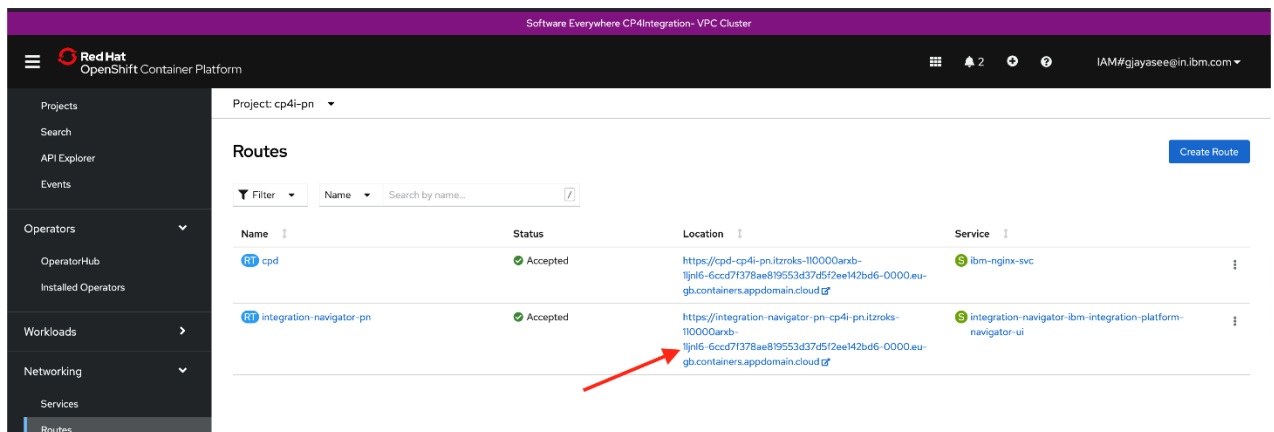 Software Everywhere CP4Integration- VPC Cluster
Red Hat
OpenShift Container Platform
2
IAM#gjayasee@in.ibm.com
Projects
Search
API Explorer
Events
Operators
OperatorHub
Installed Operators
Workloads
Networking
Services
Routes
Project: cp4i-pn
Routes
Create Route
Filter
Name
Search by name...
/
Name
Status
Location
Service
RT cpd
Accepted
https://cpd-cp4i-pn.itzroks-110000arxb-
1ljnl6-6ccd7f378ae819553d37d5f2ee142bd6-0000.eu-
gb.containers.appdomain.cloud
S ibm-nginx-svc
RT integration-navigator-pn
Accepted
https://integration-navigator-pn-cp4i-pn.itzroks-
110000arxb-
1ljnl6-6ccd7f378ae819553d37d5f2ee142bd6-0000.eu-
gb.containers.appdomain.cloud
S integration-navigator-ibm-integration-platform-
navigator-ui